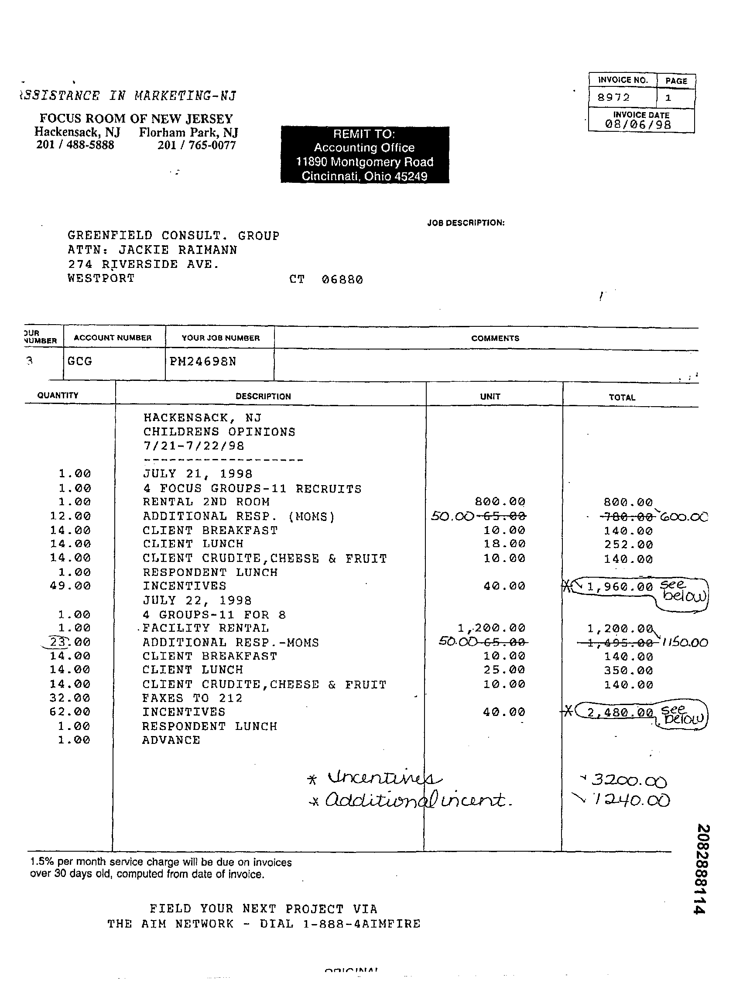 ASSISTANCE IN MARKETING-NJ
FOCUS ROOM OF NEW JERSEY
Hackensack, NJ Florham Park, NJ
201 / 488-5888 201 / 765-0077
REMIT TO:
Accounting Office
11890 Montgomery Road
Cincinnati, Ohio 45249
INVOICE NO. PAGE
8972 1
INVOICE DATE
08/06/98
JOB DESCRIPTION:
GREENFIELD CONSULT. GROUP
ATTN: JACKIE RAIMANN
274 RIVERSIDE AVE.
WESTPORT CT 06880
OUR NUMBER ACCOUNT NUMBER YOUR JOB NUMBER COMMENTS
3 GCG PH24698N
QUANTITY DESCRIPTION UNIT TOTAL
HACKENSACK, NJ
CHILDRENS OPINIONS
7/21-7/22/98
--------------------
1.00 JULY 21, 1998
1.00 4 FOCUS GROUPS-11 RECRUITS
1.00 RENTAL 2ND ROOM 800.00 800.00
12.00 ADDITIONAL RESP. (MOMS) 50.00 65.00 780.00 600.00
14.00 CLIENT BREAKFAST 10.00 140.00
14.00 CLIENT LUNCH 18.00 252.00
14.00 CLIENT CRUDITE,CHEESE & FRUIT 10.00 140.00
1.00 RESPONDENT LUNCH
49.00 INCENTIVES 40.00 * 1,960.00 see below
JULY 22, 1998
1.00 4 GROUPS-11 FOR 8
1.00 FACILITY RENTAL 1,200.00 1,200.00
23.00 ADDITIONAL RESP.-MOMS 50.00 65.00 1,495.00 1150.00
14.00 CLIENT BREAKFAST 10.00 140.00
14.00 CLIENT LUNCH 25.00 350.00
14.00 CLIENT CRUDITE,CHEESE & FRUIT 10.00 140.00
32.00 FAXES TO 212
62.00 INCENTIVES 40.00 * 2,480.00 see below
1.00 RESPONDENT LUNCH
1.00 ADVANCE
* Incentives 3200.00
* Additional incent. 1240.00
1.5% per month service charge will be due on invoices
over 30 days old, computed from date of invoice.
2082888114
FIELD YOUR NEXT PROJECT VIA
THE AIM NETWORK - DIAL 1-888-4AIMFIRE
ORIGINAL